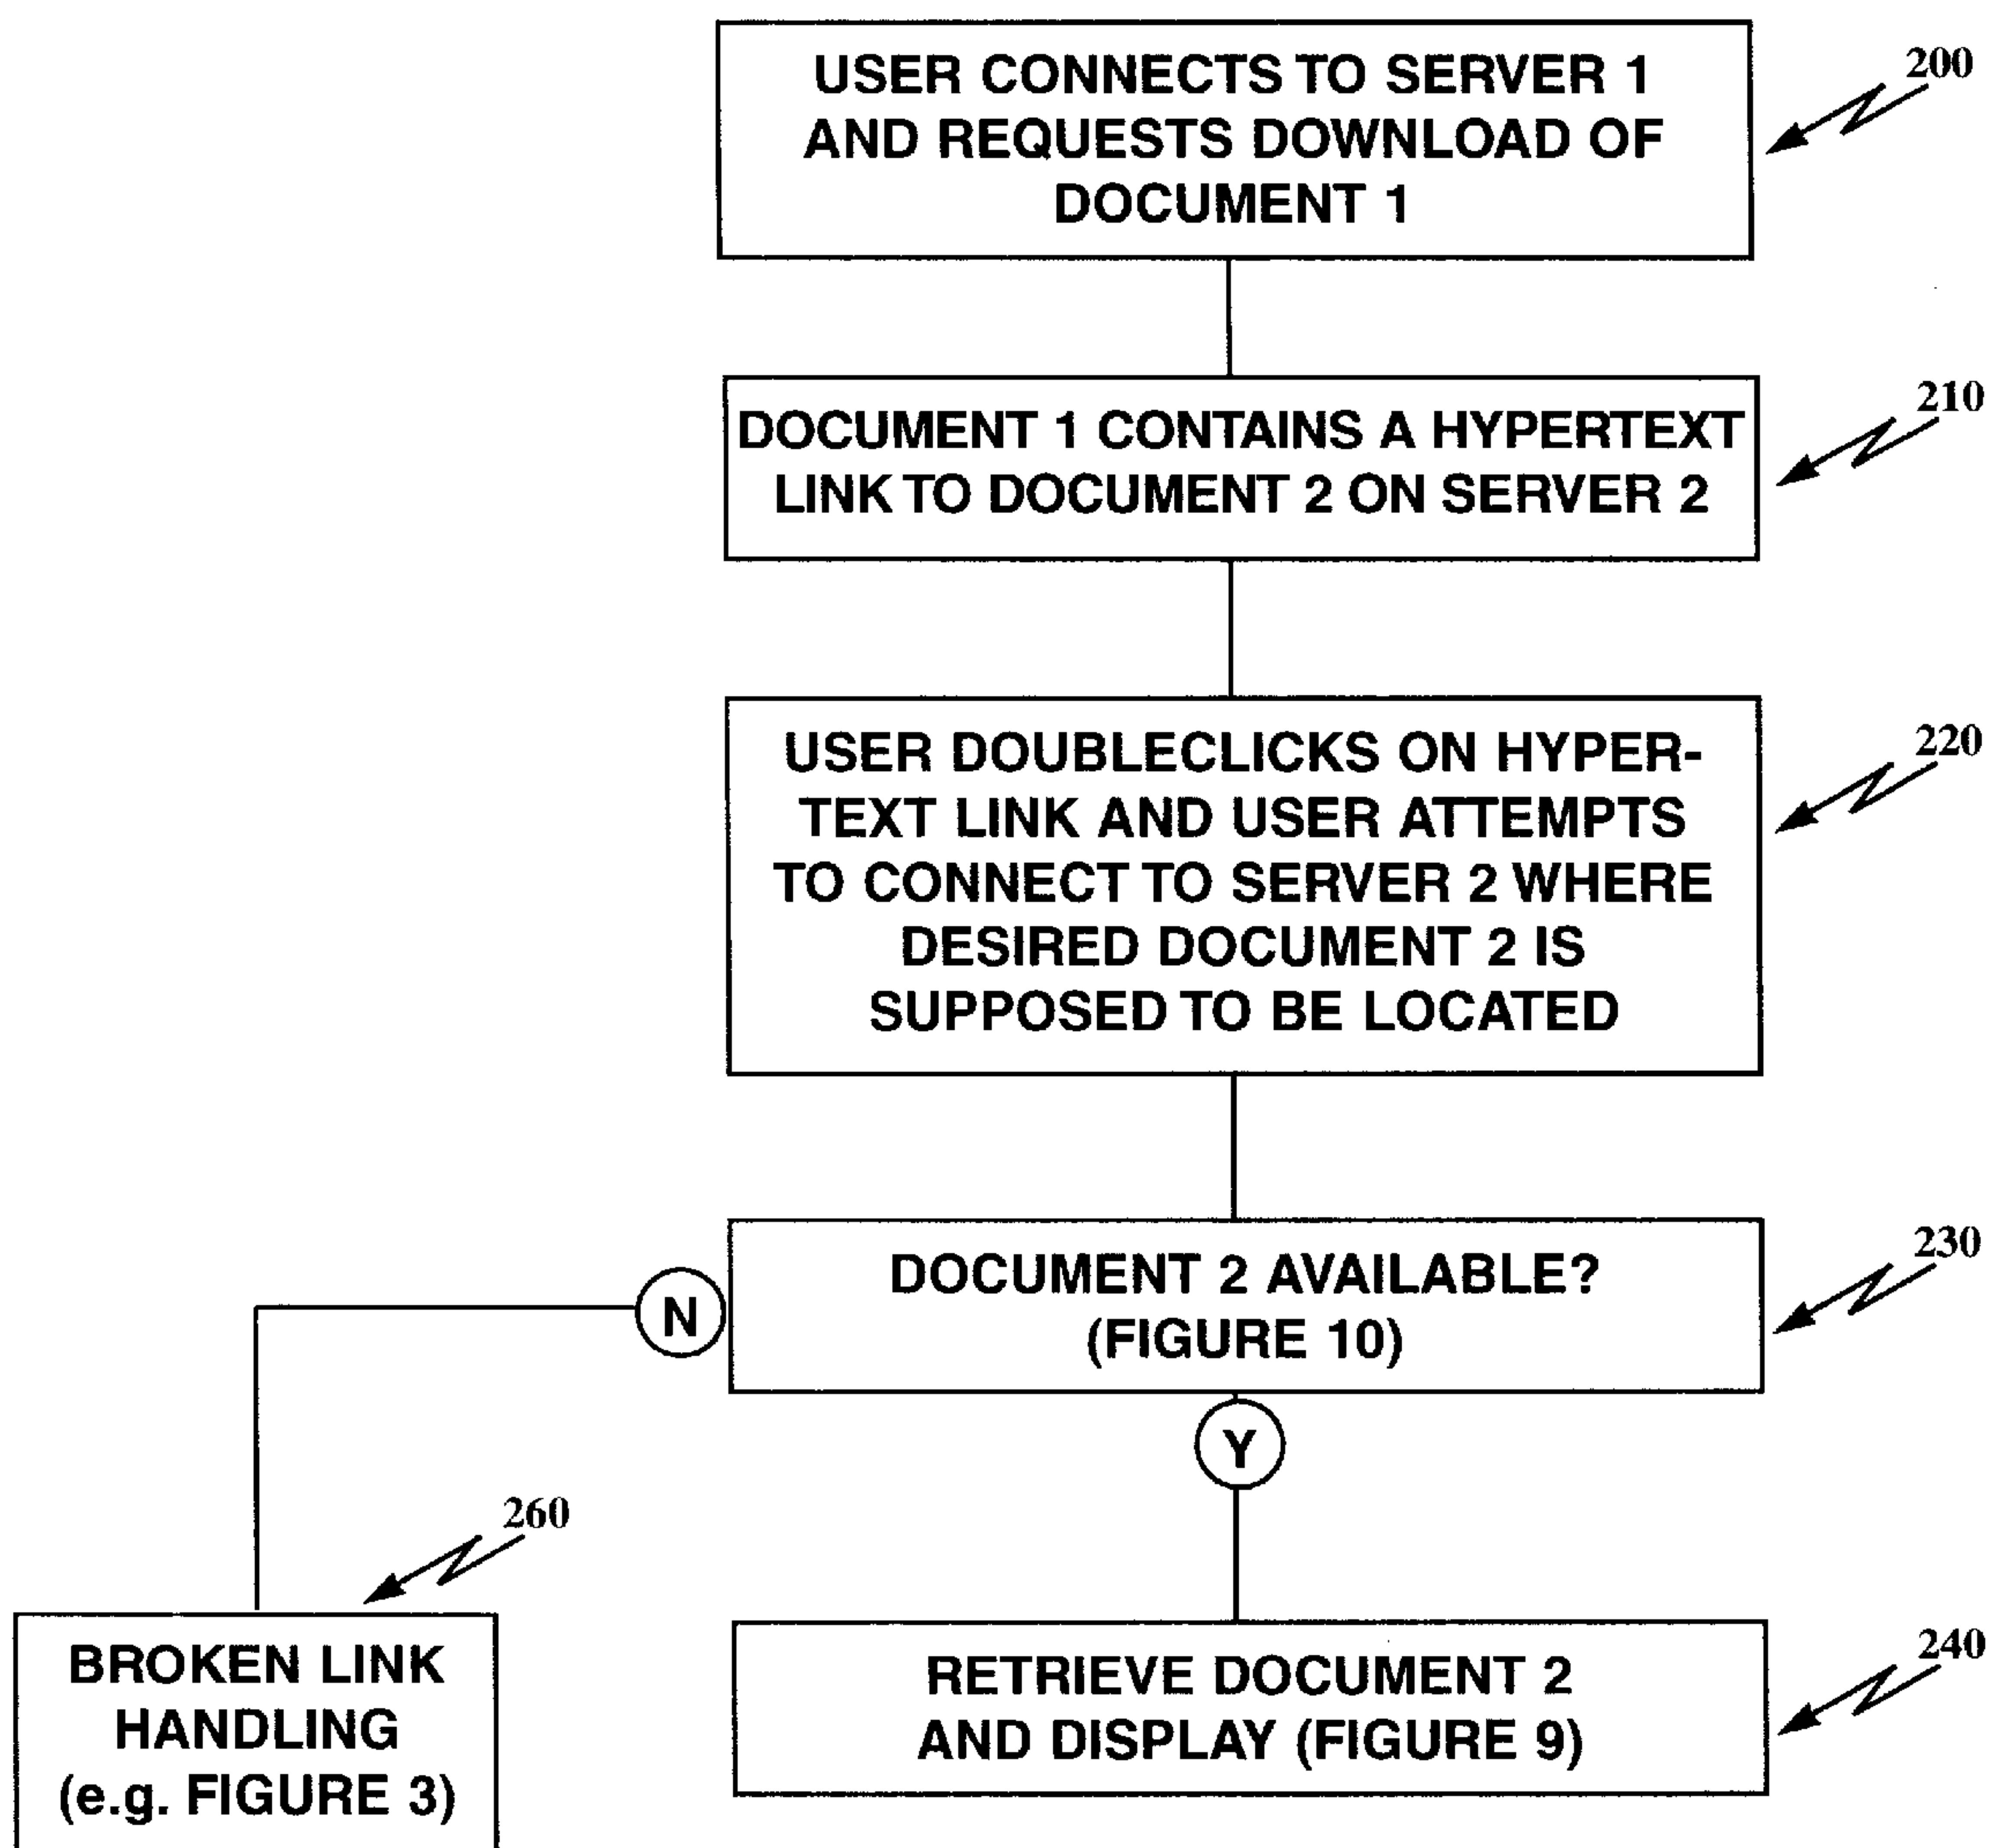 USER CONNECTS TO SERVER 1
AND REQUESTS DOWNLOAD OF
DOCUMENT 1
200
DOCUMENT 1 CONTAINS A HYPERTEXT
LINK TO DOCUMENT 2 ON SERVER 2
210
USER DOUBLECLICKS ON HYPER-
TEXT LINK AND USER ATTEMPTS
TO CONNECT TO SERVER 2 WHERE
DESIRED DOCUMENT 2 IS
SUPPOSED TO BE LOCATED
220
DOCUMENT 2 AVAILABLE?
(FIGURE 10)
230
N
Y
260
BROKEN LINK
HANDLING
(e.g. FIGURE 3)
RETRIEVE DOCUMENT 2
AND DISPLAY (FIGURE 9)
240